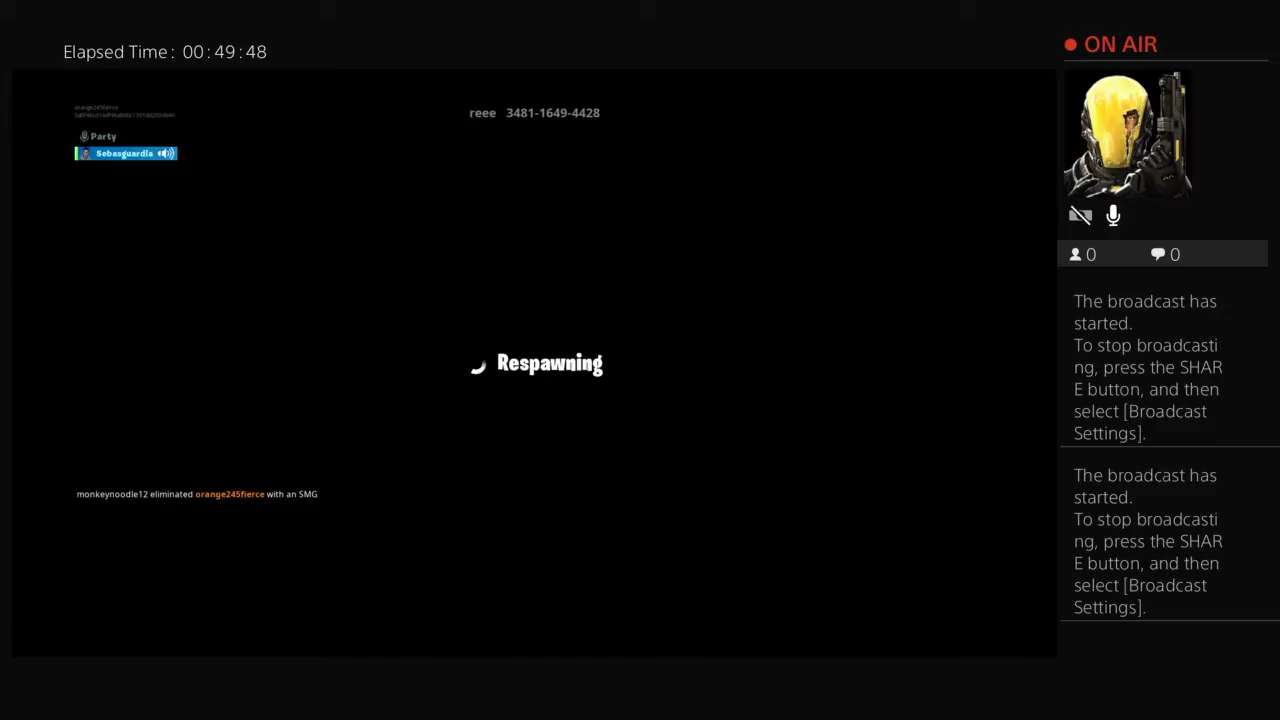 Elapsed Time: 00:49:48
ON AIR
orange245fierce
reee 3481-1649-4428
Party
Sebasguardia
0
0
The broadcast has
started.
To stop broadcasti
ng, press the SHAR
E button, and then
select [Broadcast
Settings].
Respawning
The broadcast has
started.
To stop broadcasti
ng, press the SHAR
E button, and then
select [Broadcast
Settings].
monkeynoodle12 eliminated orange245fierce with an SMG